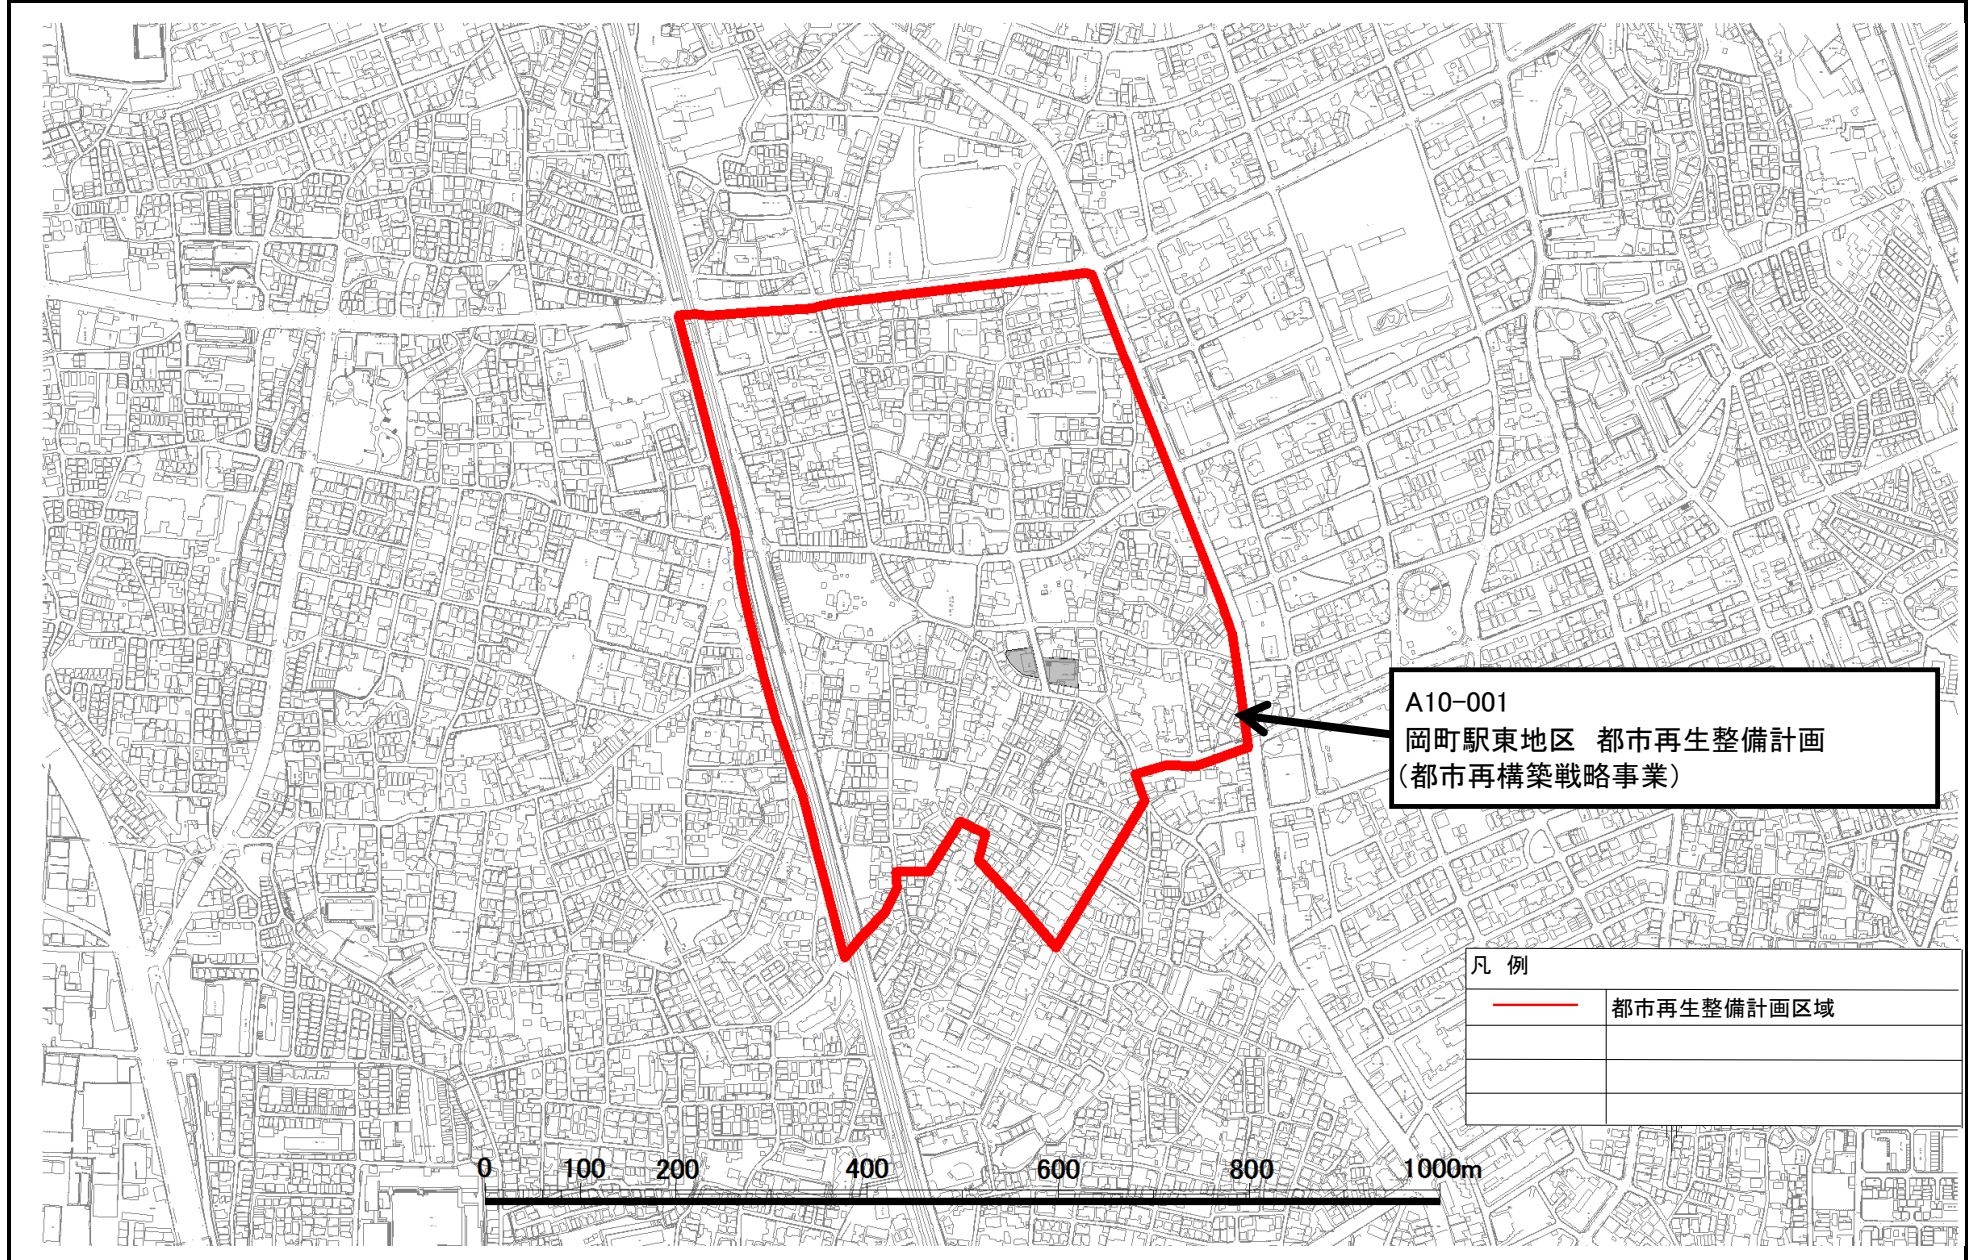 A10-001
岡町駅東地区 都市再生整備計画
(都市再構築戦略事業)
凡 例
都市再生整備計画区域
0 100 200 400 600 800 1000m